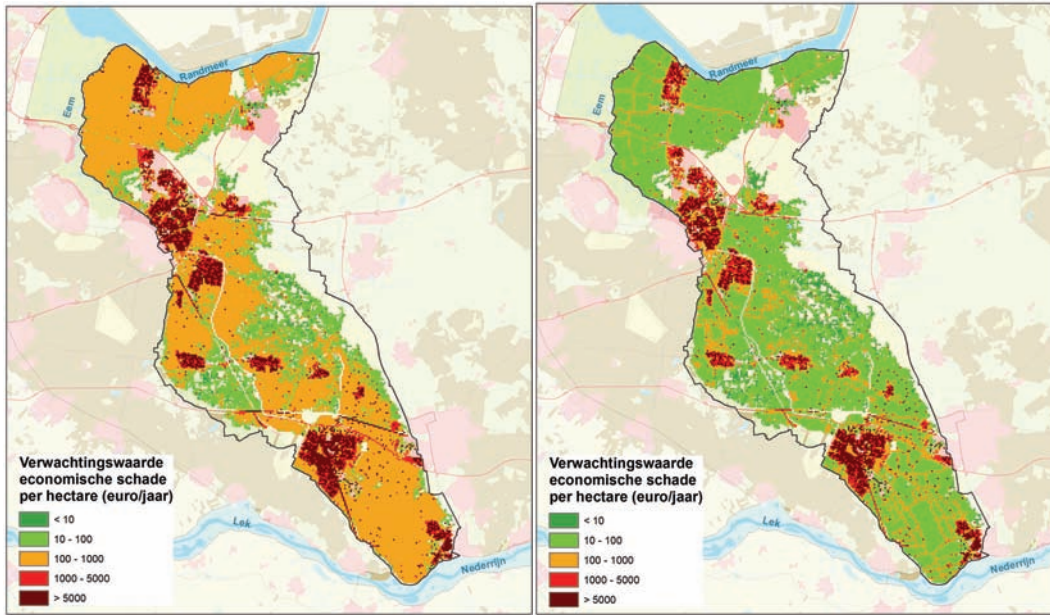 Randmeer
Eem
Verwachtingswaarde
economische schade
per hectare (euro/jaar)
< 10
10 - 100
100 - 1000
1000 - 5000
> 5000
Lek
Nederrijn
Randmeer
Eem
Verwachtingswaarde
economische schade
per hectare (euro/jaar)
< 10
10 - 100
100 - 1000
1000 - 5000
> 5000
Lek
Nederrijn